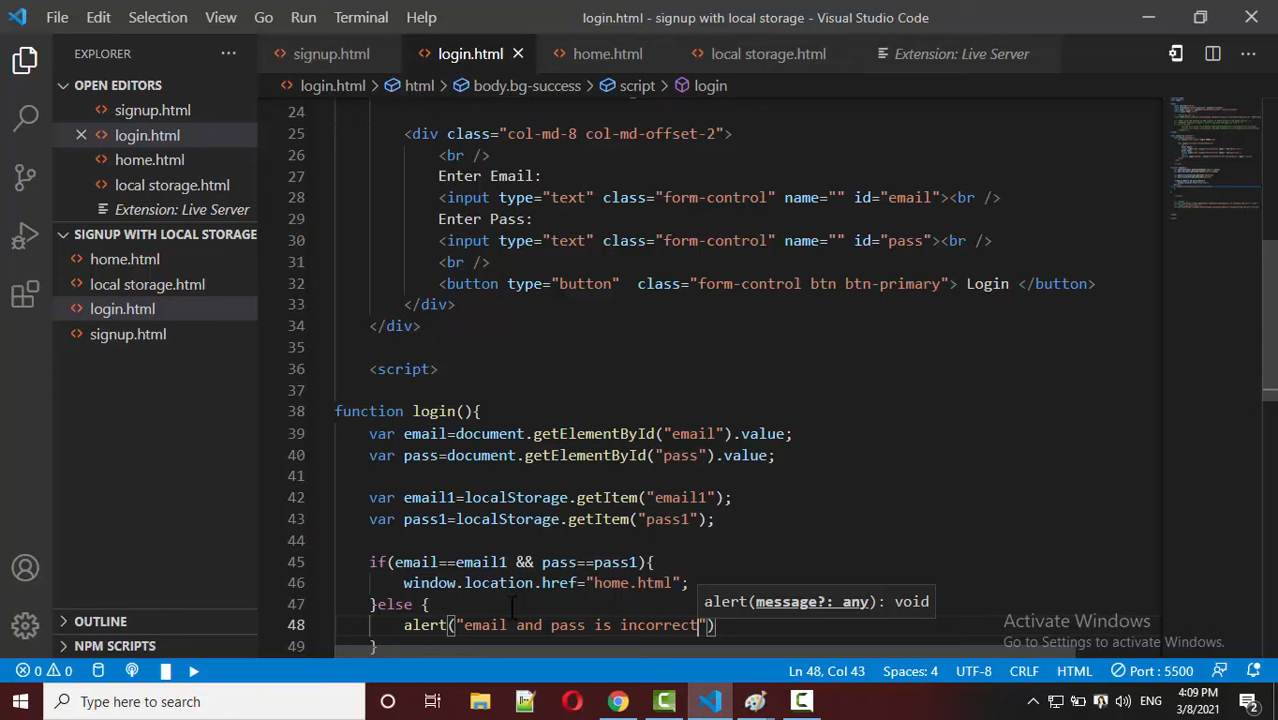 File Edit Selection View Go Run Terminal Help login.html - signup with local storage - Visual Studio Code
EXPLORER
OPEN EDITORS
signup.html
login.html
home.html
local storage.html
Extension: Live Server
SIGNUP WITH LOCAL STORAGE
home.html
local storage.html
login.html
signup.html
OUTLINE
NPM SCRIPTS
signup.html login.html home.html local storage.html Extension: Live Server
login.html > html > body.bg-success > script > login
24
25 <div class="col-md-8 col-md-offset-2">
26 <br />
27 Enter Email:
28 <input type="text" class="form-control" name="" id="email"><br />
29 Enter Pass:
30 <input type="text" class="form-control" name="" id="pass"><br />
31 <br />
32 <button type="button"  class="form-control btn btn-primary"> Login </button>
33 </div>
34 </div>
35
36 <script>
37
38 function login(){
39 var email=document.getElementById("email").value;
40 var pass=document.getElementById("pass").value;
41
42 var email1=localStorage.getItem("email1");
43 var pass1=localStorage.getItem("pass1");
44
45 if(email==email1 && pass==pass1){
46 window.location.href="home.html";
47 }else {
alert(message?: any): void
48 alert("email and pass is incorrect")
49 }
Activate Windows
Go to Settings to activate Windows.
0 0 Ln 48, Col 43 Spaces: 4 UTF-8 CRLF HTML Port : 5500
Type here to search
ENG
4:09 PM
3/8/2021
2